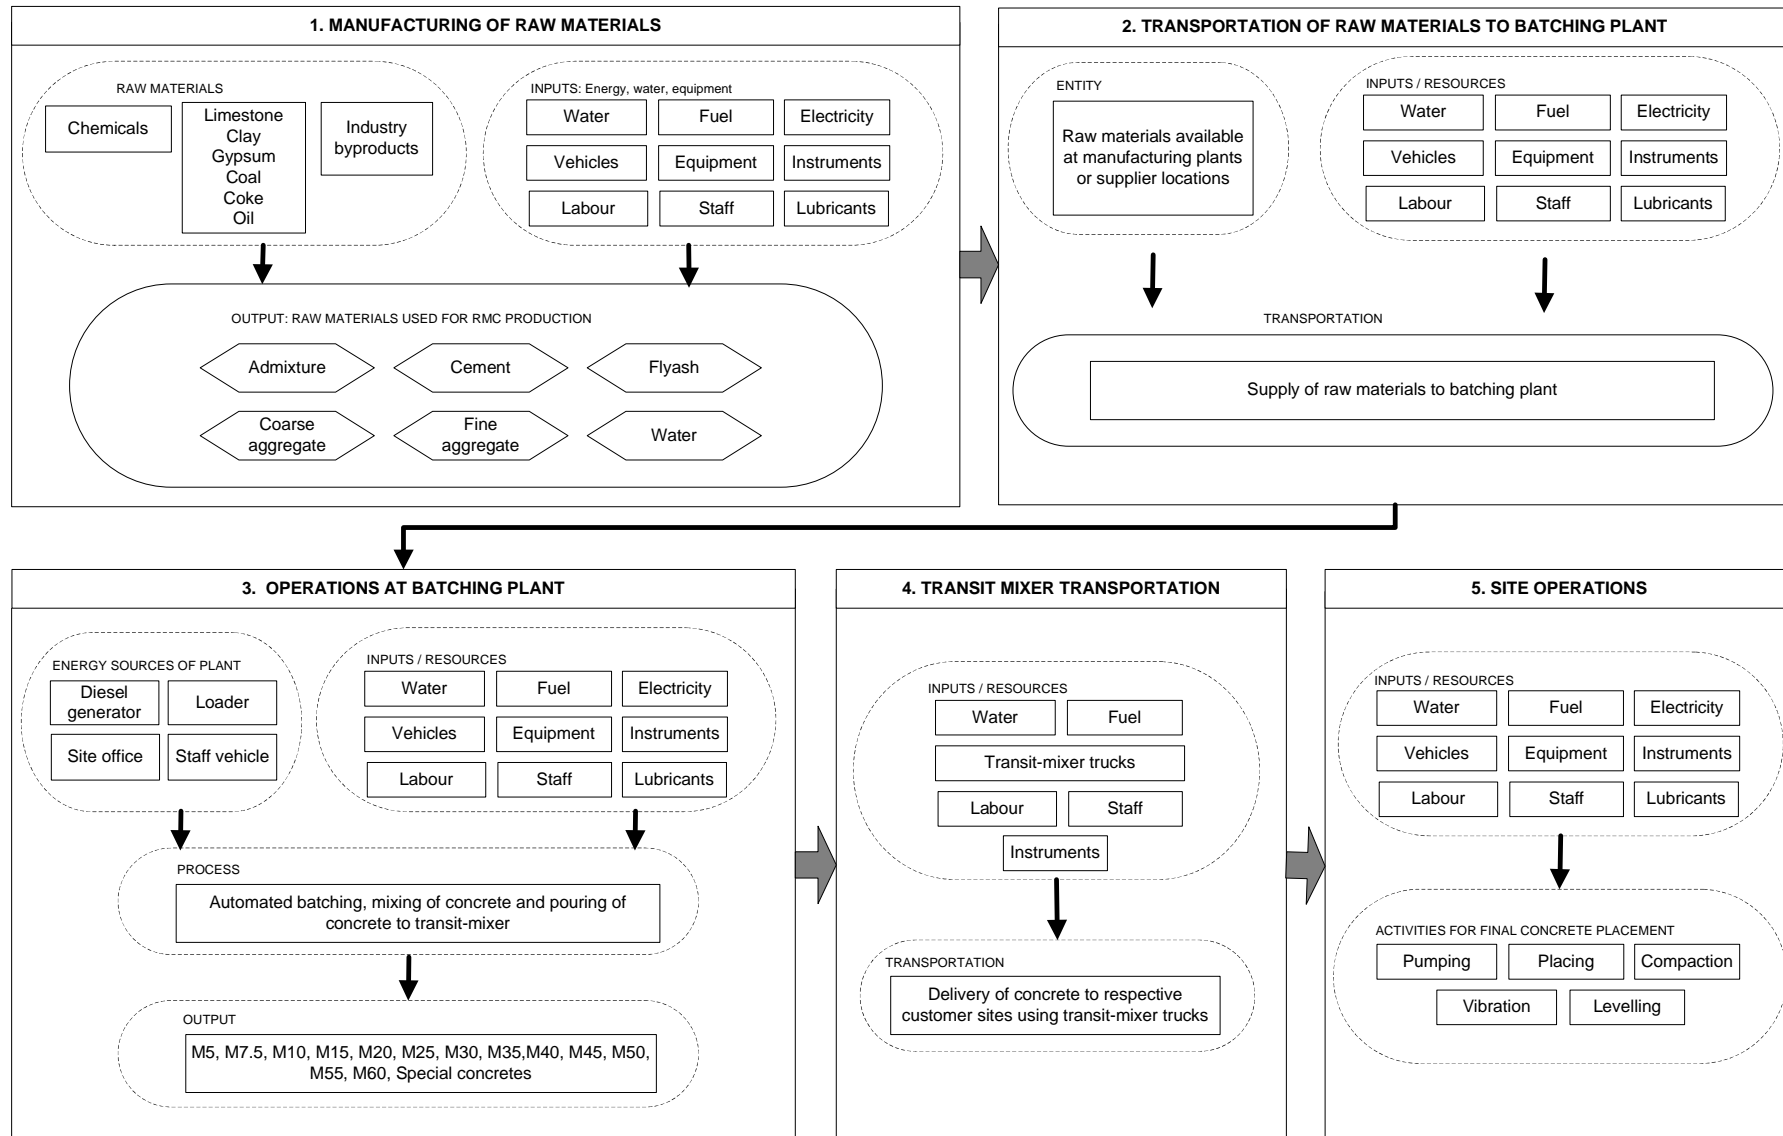 1. MANUFACTURING OF RAW MATERIALS
RAW MATERIALS
Chemicals
Limestone
Clay
Gypsum
Coal
Coke
Oil
Industry
byproducts
INPUTS: Energy, water, equipment
Water
Fuel
Electricity
Vehicles
Equipment
Instruments
Labour
Staff
Lubricants
OUTPUT: RAW MATERIALS USED FOR RMC PRODUCTION
Admixture
Cement
Flyash
Coarse
aggregate
Fine
aggregate
Water
2. TRANSPORTATION OF RAW MATERIALS TO BATCHING PLANT
ENTITY
Raw materials available
at manufacturing plants
or supplier locations
INPUTS / RESOURCES
Water
Fuel
Electricity
Vehicles
Equipment
Instruments
Labour
Staff
Lubricants
TRANSPORTATION
Supply of raw materials to batching plant
3. OPERATIONS AT BATCHING PLANT
ENERGY SOURCES OF PLANT
Diesel
generator
Loader
Site office
Staff vehicle
INPUTS / RESOURCES
Water
Fuel
Electricity
Vehicles
Equipment
Instruments
Labour
Staff
Lubricants
PROCESS
Automated batching, mixing of concrete and pouring of
concrete to transit-mixer
OUTPUT
M5, M7.5, M10, M15, M20, M25, M30, M35,M40, M45, M50,
M55, M60, Special concretes
4. TRANSIT MIXER TRANSPORTATION
INPUTS / RESOURCES
Water
Fuel
Transit-mixer trucks
Labour
Staff
Instruments
TRANSPORTATION
Delivery of concrete to respective
customer sites using transit-mixer trucks
5. SITE OPERATIONS
INPUTS / RESOURCES
Water
Fuel
Electricity
Vehicles
Equipment
Instruments
Labour
Staff
Lubricants
ACTIVITIES FOR FINAL CONCRETE PLACEMENT
Pumping
Placing
Compaction
Vibration
Levelling